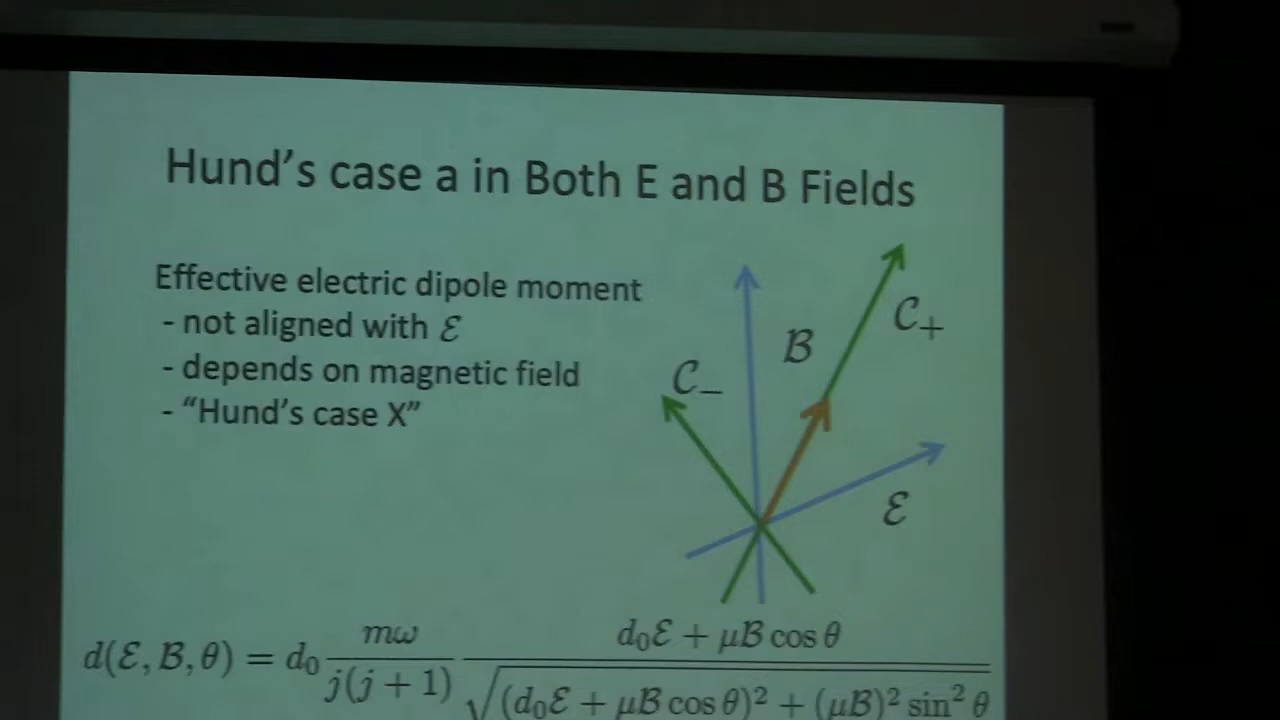 Hund's case a in Both E and B Fields
Effective electric dipole moment
- not aligned with ℰ
- depends on magnetic field
- "Hund's case X"
𝒞₋
ℬ
𝒞₊
ℰ
d(ℰ, ℬ, θ) = d₀ mω / j(j + 1) (d₀ℰ + μℬ cos θ) / √((d₀ℰ + μℬ cos θ)² + (μℬ)² sin² θ)